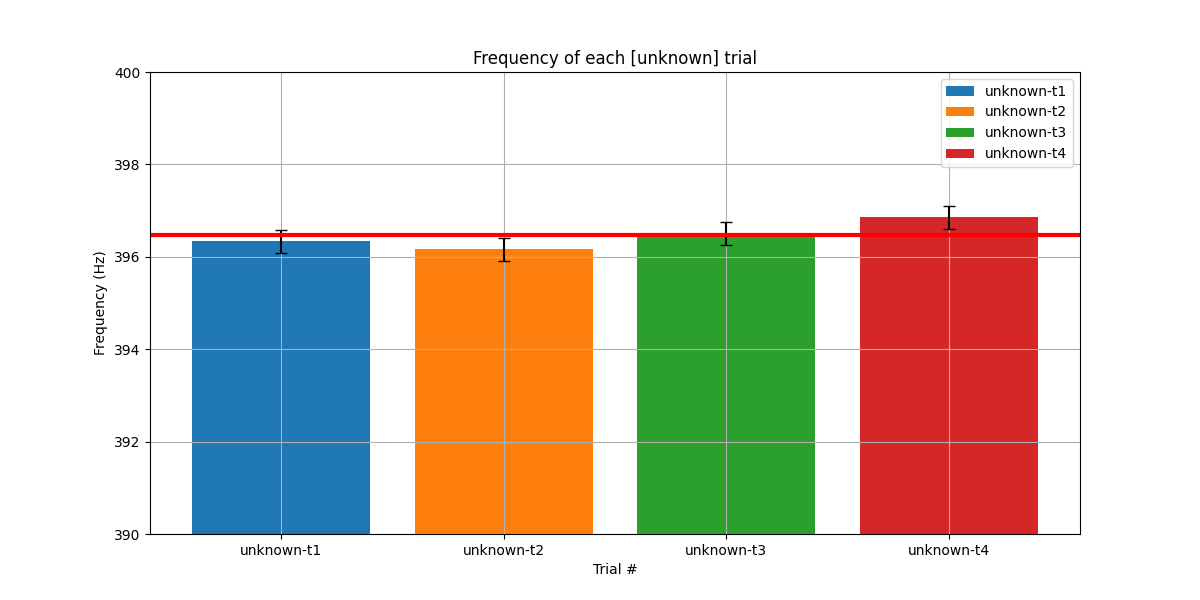 Frequency of each [unknown] trial
400
398
396
394
392
390
Frequency (Hz)
unknown-t1
unknown-t2
unknown-t3
unknown-t4
unknown-t1
unknown-t2
unknown-t3
unknown-t4
Trial #